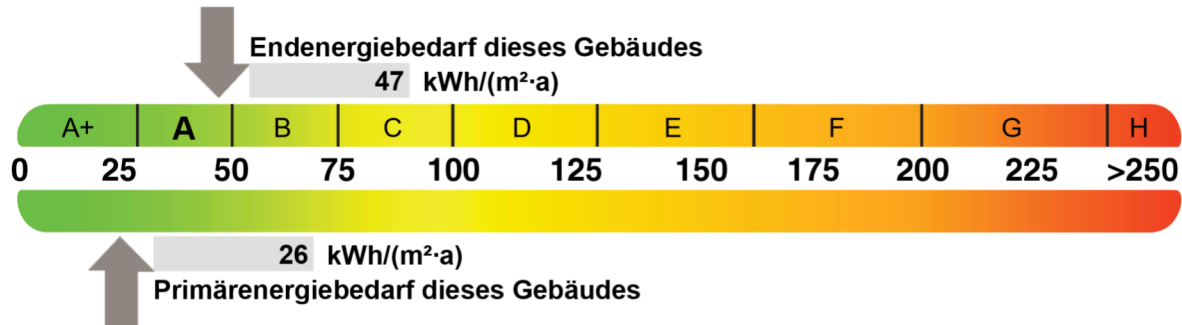 Endenergiebedarf dieses Gebäudes
47 kWh/(m²·a)
A+ A B C D E F G H
0 25 50 75 100 125 150 175 200 225 >250
26 kWh/(m²·a)
Primärenergiebedarf dieses Gebäudes